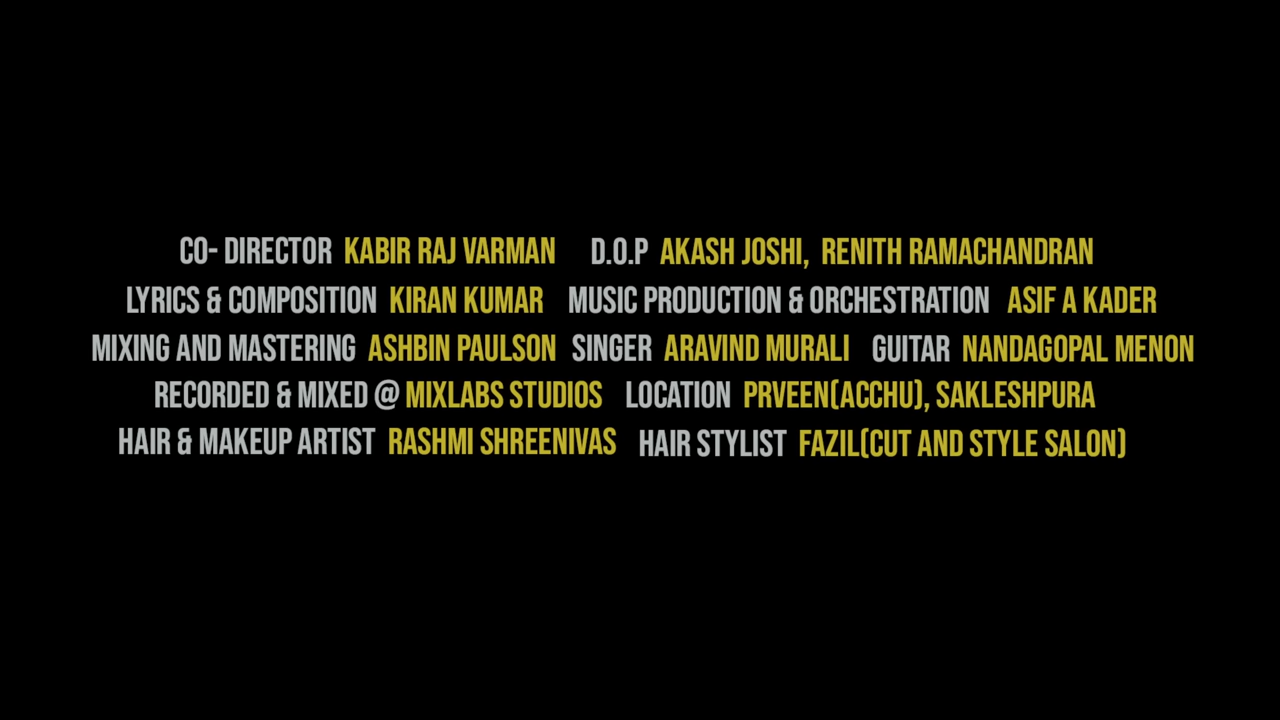 CO- DIRECTOR KABIR RAJ VARMAN D.O.P AKASH JOSHI, RENITH RAMACHANDRAN
LYRICS & COMPOSITION KIRAN KUMAR MUSIC PRODUCTION & ORCHESTRATION ASIF A KADER
MIXING AND MASTERING ASHBIN PAULSON SINGER ARAVIND MURALI GUITAR NANDAGOPAL MENON
RECORDED & MIXED @ MIXLABS STUDIOS LOCATION PRVEEN(ACCHU), SAKLESHPURA
HAIR & MAKEUP ARTIST RASHMI SHREENIVAS HAIR STYLIST FAZIL(CUT AND STYLE SALON)